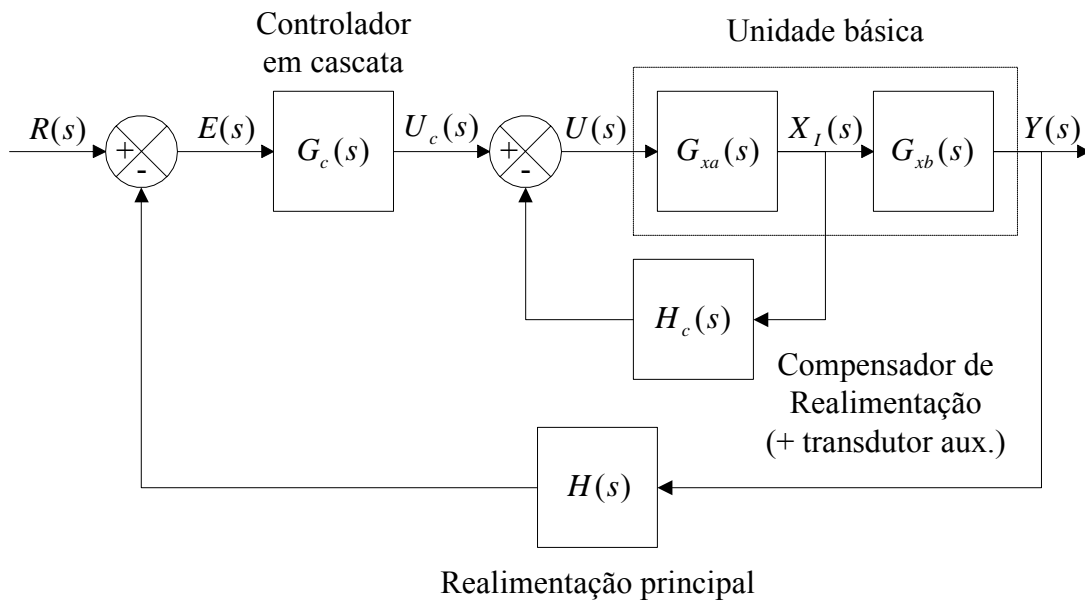 Controlador
em cascata
Unidade básica
R(s)
+
-
E(s)
G_c(s)
U_c(s)
+
-
U(s)
G_xa(s)
X_I(s)
G_xb(s)
Y(s)
H_c(s)
Compensador de
Realimentação
(+ transdutor aux.)
H(s)
Realimentação principal